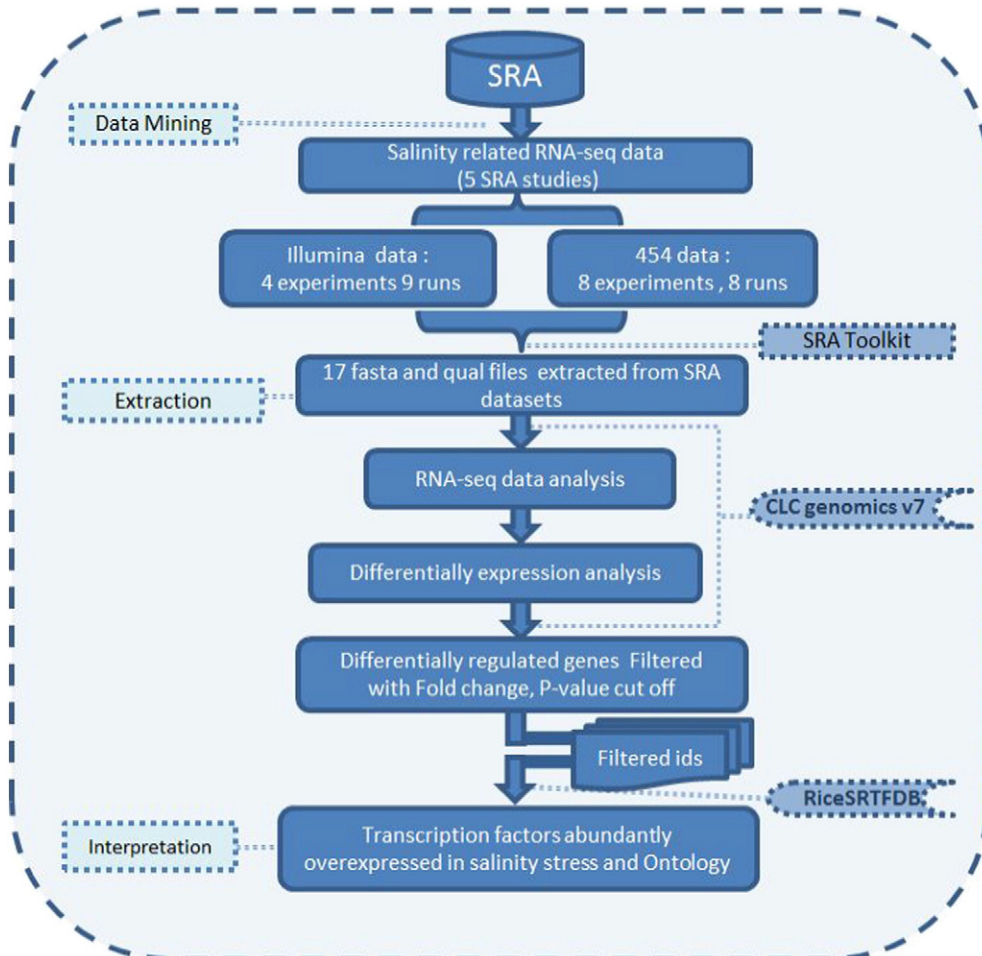 SRA
Data Mining
Salinity related RNA-seq data
(5 SRA studies)
Illumina data :
4 experiments 9 runs
454 data :
8 experiments , 8 runs
SRA Toolkit
17 fasta and qual files extracted from SRA
datasets
Extraction
RNA-seq data analysis
CLC genomics v7
Differentially expression analysis
Differentially regulated genes Filtered
with Fold change, P-value cut off
Filtered ids
RiceSRTFDB
Transcription factors abundantly
overexpressed in salinity stress and Ontology
Interpretation